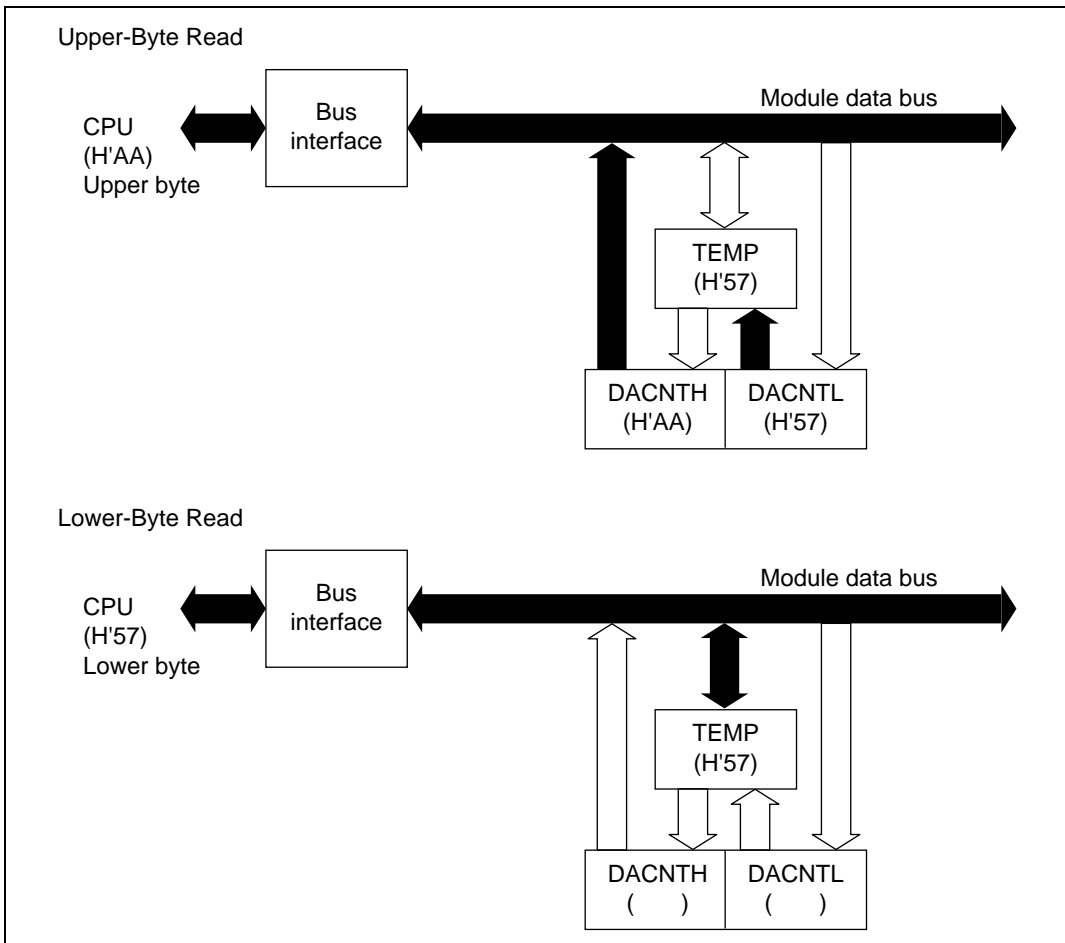 Upper-Byte Read
CPU
(H'AA)
Upper byte
Bus
interface
Module data bus
TEMP
(H'57)
DACNTH
(H'AA)
DACNTL
(H'57)
Lower-Byte Read
CPU
(H'57)
Lower byte
Bus
interface
Module data bus
TEMP
(H'57)
DACNTH
(    )
DACNTL
(    )